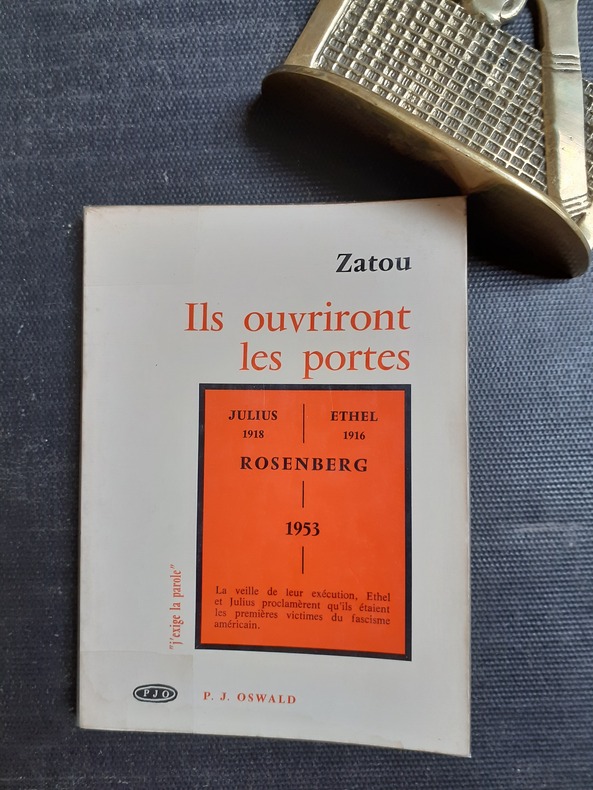 Zatou
Ils ouvriront
les portes
JULIUS | ETHEL
1918 | 1916
ROSENBERG
1953
La veille de leur exécution, Ethel
et Julius proclamèrent qu'ils étaient
les premières victimes du fascisme
américain.
"j'exige la parole"
PJO
P. J. OSWALD